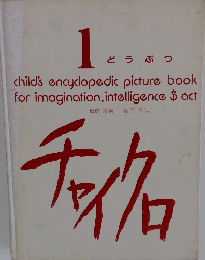 1 どうぶつ
child's encyclopedic picture book
for imagination, intelligence $ act
チャイクロ